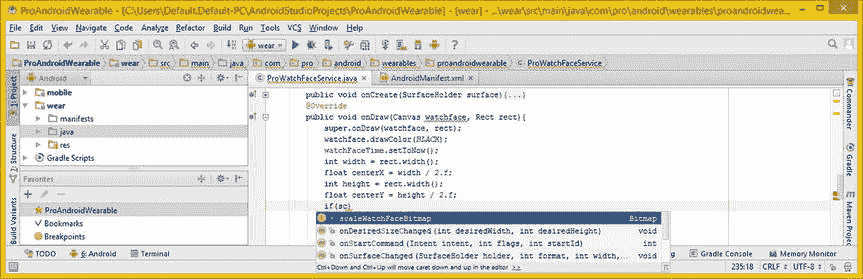 ProAndroidWearable - [C:\Users\Default.Default-PC\AndroidStudioProjects\ProAndroidWearable] - [wear] - ...\wear\src\main\java\com\pro\android\wearables\proandroidwea...
File Edit View Navigate Code Analyze Refactor Build Run Tools VCS Window Help
wear
ProAndroidWearable wear src main java com pro android wearables proandroidwearable ProWatchFaceService
1: Project
Android
ProWatchFaceService.java AndroidManifest.xml
mobile
wear
manifests
java
res
Gradle Scripts
Favorites
ProAndroidWearable
Bookmarks
Breakpoints
Structure
Build Variants
public void onCreate(SurfaceHolder surface){...}
@Override
public void onDraw(Canvas watchface, Rect rect){
super.onDraw(watchface, rect);
watchface.drawColor(BLACK);
watchFaceTime.setToNow();
int width = rect.width();
float centerX = width / 2.f;
int height = rect.width();
float centerY = height / 2.f;
if(sc)
scaleWatchFaceBitmap Bitmap
onDesiredSizeChanged(int desiredWidth, int desiredHeight) void
onStartCommand(Intent intent, int flags, int startId) int
onSurfaceChanged(SurfaceHolder holder, int format, int width,... void
Ctrl+Down and Ctrl+Up will move caret down and up in the editor >>
Commander
Gradle
Maven Proje
TODO 6: Android Terminal Gradle Console Memory Monitor
235:18 CRLF UTF-8